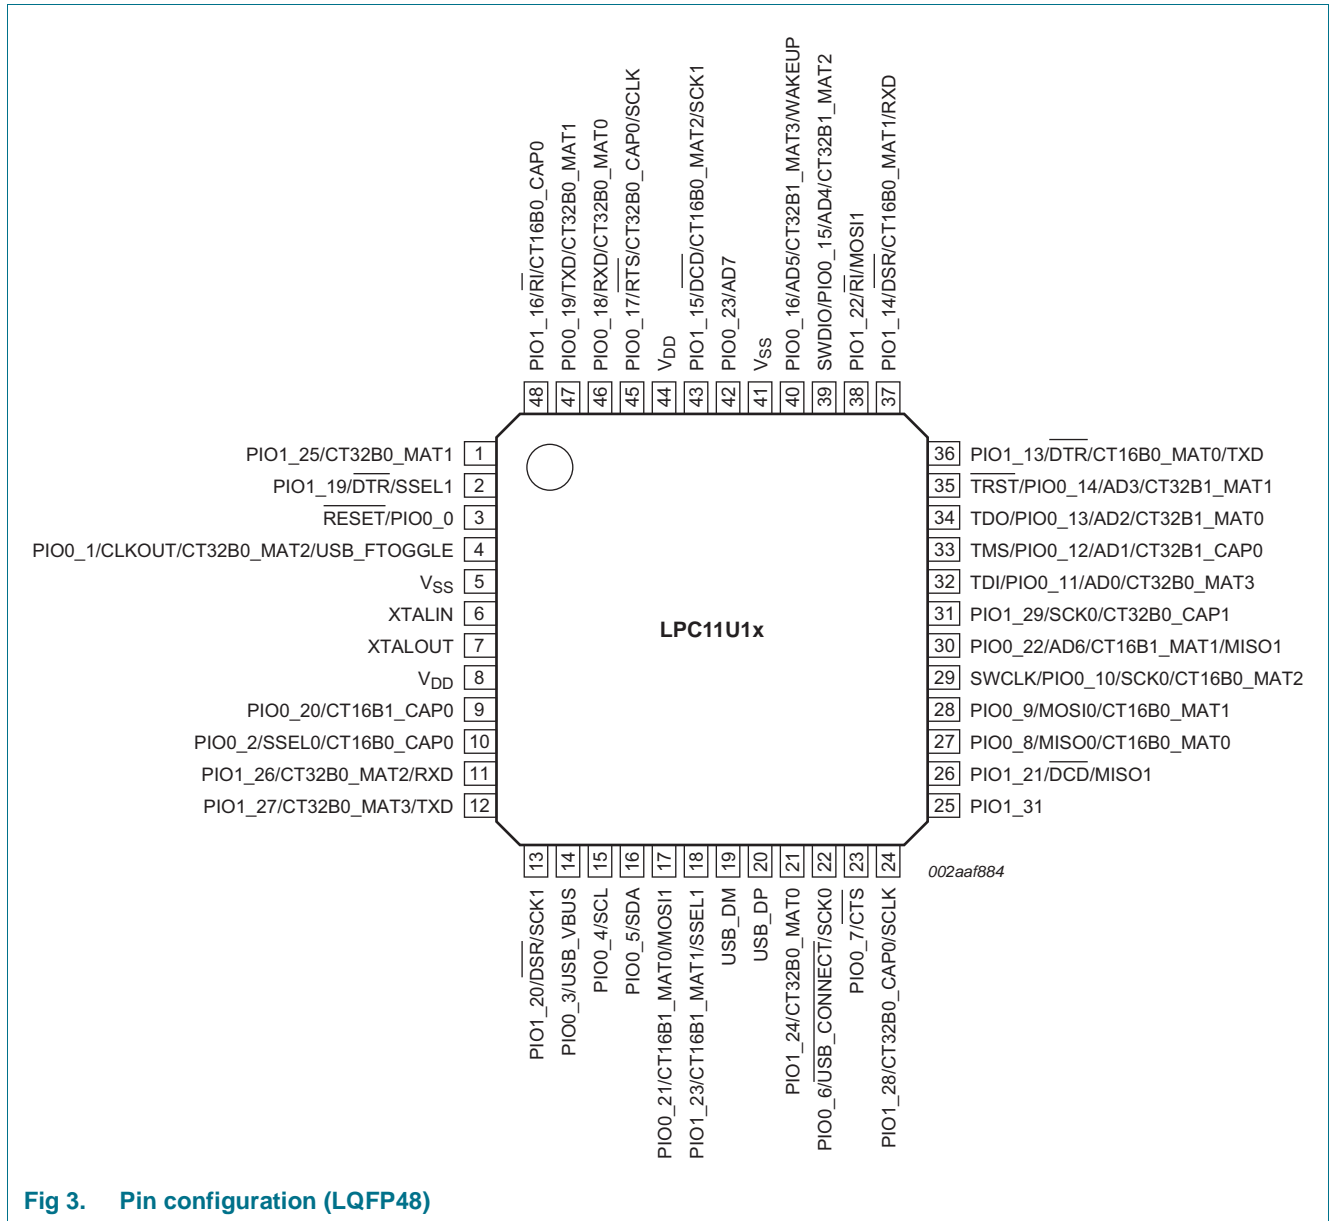 48 PIO1_16/RI/CT16B0_CAP0
47 PIO0_19/TXD/CT32B0_MAT1
46 PIO0_18/RXD/CT32B0_MAT0
45 PIO0_17/RTS/CT32B0_CAP0/SCLK
44 VDD
43 PIO1_15/DCD/CT16B0_MAT2/SCK1
42 PIO0_23/AD7
41 VSS
40 PIO0_16/AD5/CT32B1_MAT3/WAKEUP
39 SWDIO/PIO0_15/AD4/CT32B1_MAT2
38 PIO1_22/RI/MOSI1
37 PIO1_14/DSR/CT16B0_MAT1/RXD
PIO1_25/CT32B0_MAT1 1
PIO1_19/DTR/SSEL1 2
RESET/PIO0_0 3
PIO0_1/CLKOUT/CT32B0_MAT2/USB_FTOGGLE 4
VSS 5
XTALIN 6
XTALOUT 7
VDD 8
PIO0_20/CT16B1_CAP0 9
PIO0_2/SSEL0/CT16B0_CAP0 10
PIO1_26/CT32B0_MAT2/RXD 11
PIO1_27/CT32B0_MAT3/TXD 12
LPC11U1x
36 PIO1_13/DTR/CT16B0_MAT0/TXD
35 TRST/PIO0_14/AD3/CT32B1_MAT1
34 TDO/PIO0_13/AD2/CT32B1_MAT0
33 TMS/PIO0_12/AD1/CT32B1_CAP0
32 TDI/PIO0_11/AD0/CT32B0_MAT3
31 PIO1_29/SCK0/CT32B0_CAP1
30 PIO0_22/AD6/CT16B1_MAT1/MISO1
29 SWCLK/PIO0_10/SCK0/CT16B0_MAT2
28 PIO0_9/MOSI0/CT16B0_MAT1
27 PIO0_8/MISO0/CT16B0_MAT0
26 PIO1_21/DCD/MISO1
25 PIO1_31
PIO1_20/DSR/SCK1 13
PIO0_3/USB_VBUS 14
PIO0_4/SCL 15
PIO0_5/SDA 16
PIO0_21/CT16B1_MAT0/MOSI1 17
PIO1_23/CT16B1_MAT1/SSEL1 18
USB_DM 19
USB_DP 20
PIO1_24/CT32B0_MAT0 21
PIO0_6/USB_CONNECT/SCK0 22
PIO0_7/CTS 23
PIO1_28/CT32B0_CAP0/SCLK 24
002aaf884
Fig 3. Pin configuration (LQFP48)